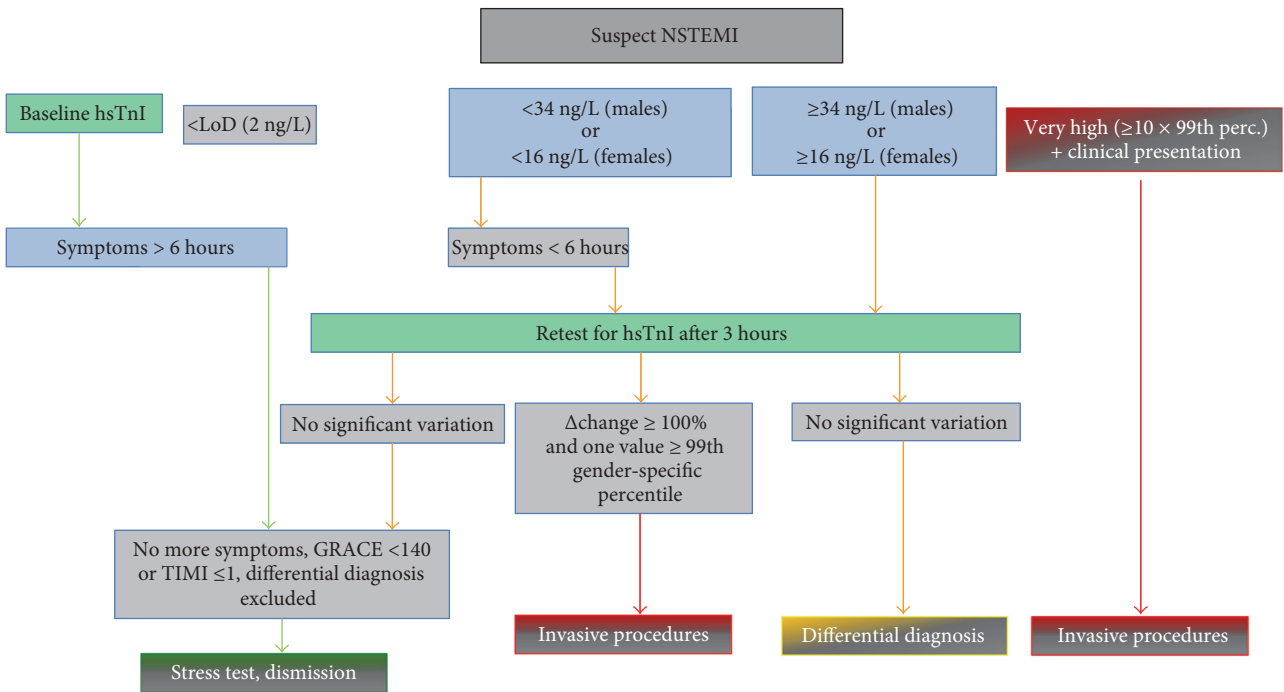 Suspect NSTEMI
Baseline hsTnI
<LoD (2 ng/L)
<34 ng/L (males)
or
<16 ng/L (females)
≥34 ng/L (males)
or
≥16 ng/L (females)
Very high (≥10 × 99th perc.)
+ clinical presentation
Symptoms > 6 hours
Symptoms < 6 hours
Retest for hsTnI after 3 hours
No significant variation
Δchange ≥ 100%
and one value ≥ 99th
gender-specific
percentile
No significant variation
No more symptoms, GRACE <140
or TIMI ≤1, differential diagnosis
excluded
Stress test, dismission
Invasive procedures
Differential diagnosis
Invasive procedures